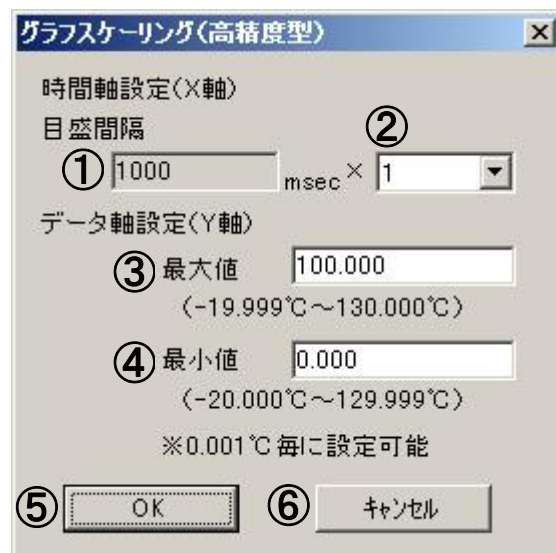 グラフスケーリング(高精度型)
時間軸設定(X軸)
目盛間隔
②
① 1000 msec × 1
データ軸設定(Y軸)
③ 最大値 100.000
(-19.999℃～130.000℃)
④ 最小値 0.000
(-20.000℃～129.999℃)
※0.001℃毎に設定可能
⑤ OK ⑥ キャンセル